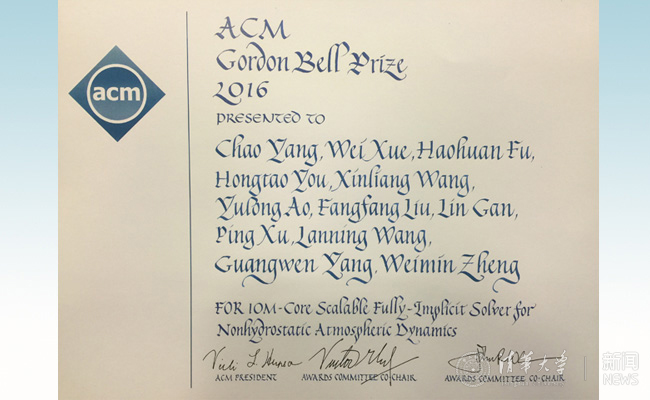 acm
ACM
Gordon Bell Prize
2016
PRESENTED TO
Chao Yang, Wei Xue, Haohuan Fu,
Hongtao You, Xinliang Wang,
Yulong Ao, Fangfang Liu, Lin Gan,
Ping Xu, Lanning Wang,
Guangwen Yang, Weimin Zheng
FOR 10M-Core Scalable Fully-Implicit Solver for
Nonhydrostatic Atmospheric Dynamics
ACM PRESIDENT
AWARDS COMMITTEE CO-CHAIR
AWARDS COMMITTEE CO-CHAIR
清华大学
新闻
NEWS